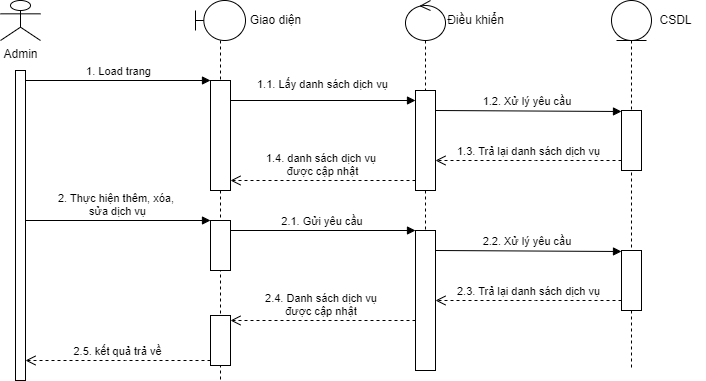 Admin
Giao diện
Điều khiển
CSDL
1. Load trang
1.1. Lấy danh sách dịch vụ
1.2. Xử lý yêu cầu
1.3. Trả lại danh sách dịch vụ
1.4. danh sách dịch vụ
được cập nhật
2. Thực hiện thêm, xóa,
sửa dịch vụ
2.1. Gửi yêu cầu
2.2. Xử lý yêu cầu
2.3. Trả lại danh sách dịch vụ
2.4. Danh sách dịch vụ
được cập nhật
2.5. kết quả trả về